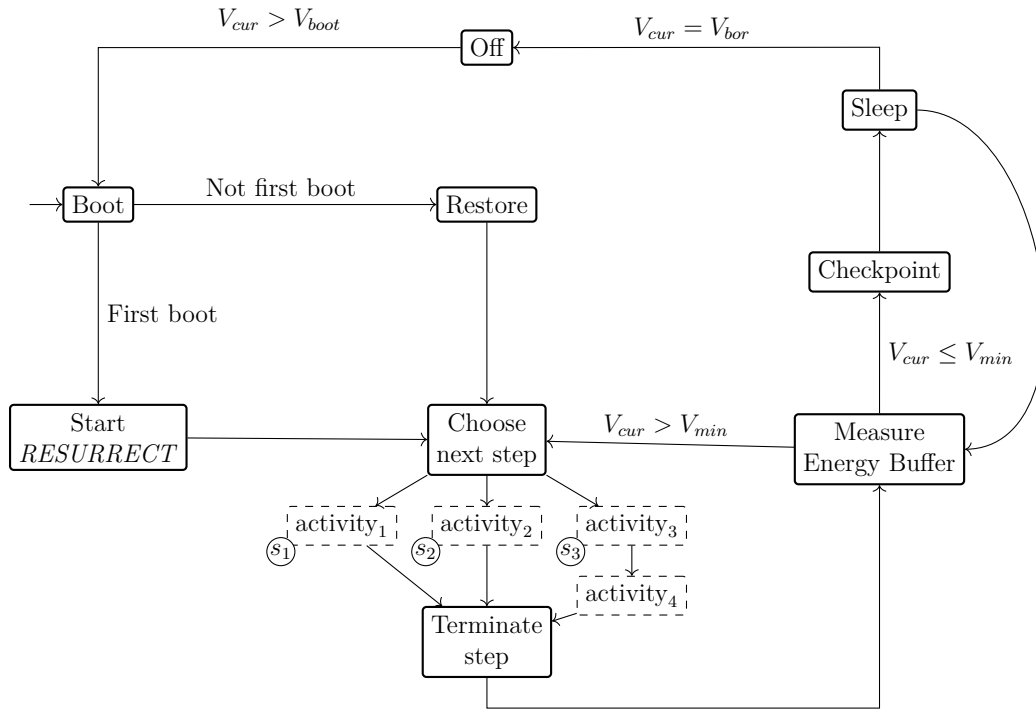 V_cur > V_boot
Off
V_cur = V_bor
Sleep
Boot
Not first boot
Restore
Checkpoint
First boot
V_cur ≤ V_min
Start
RESURRECT
Choose
next step
V_cur > V_min
Measure
Energy Buffer
activity_1
activity_2
activity_3
s_1
s_2
s_3
activity_4
Terminate
step